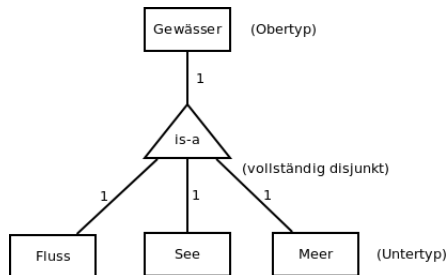 Gewässer (Obertyp)
1
is-a
(vollständig disjunkt)
1 1 1
Fluss See Meer (Untertyp)